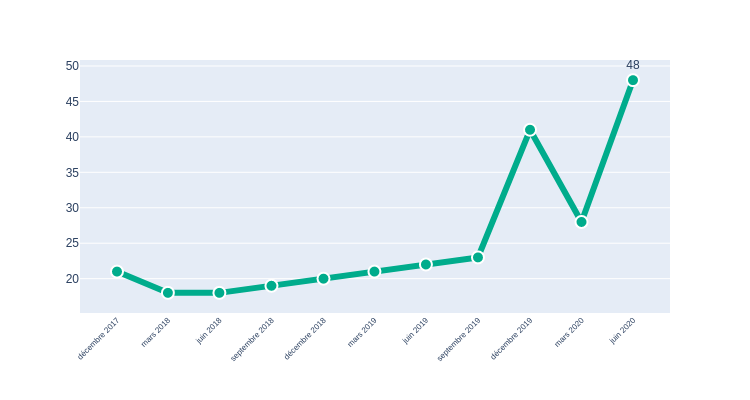 50
48
45
40
35
30
25
20
décembre 2017
mars 2018
juin 2018
septembre 2018
décembre 2018
mars 2019
juin 2019
septembre 2019
décembre 2019
mars 2020
juin 2020